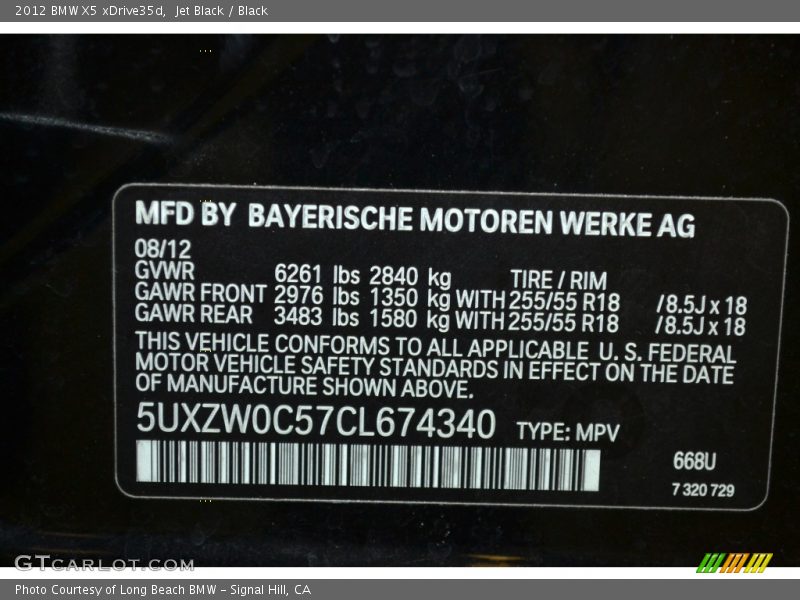 2012 BMW X5 xDrive35d,  Jet Black / Black
MFD BY BAYERISCHE MOTOREN WERKE AG
08/12
GVWR 6261 lbs 2840 kg TIRE / RIM
GAWR FRONT 2976 lbs 1350 kg WITH 255/55 R18 /8.5J x 18
GAWR REAR 3483 lbs 1580 kg WITH 255/55 R18 /8.5J x 18
THIS VEHICLE CONFORMS TO ALL APPLICABLE U. S. FEDERAL
MOTOR VEHICLE SAFETY STANDARDS IN EFFECT ON THE DATE
OF MANUFACTURE SHOWN ABOVE.
5UXZW0C57CL674340 TYPE: MPV
668U
7 320 729
GTCARLOT.COM
Photo Courtesy of Long Beach BMW - Signal Hill, CA